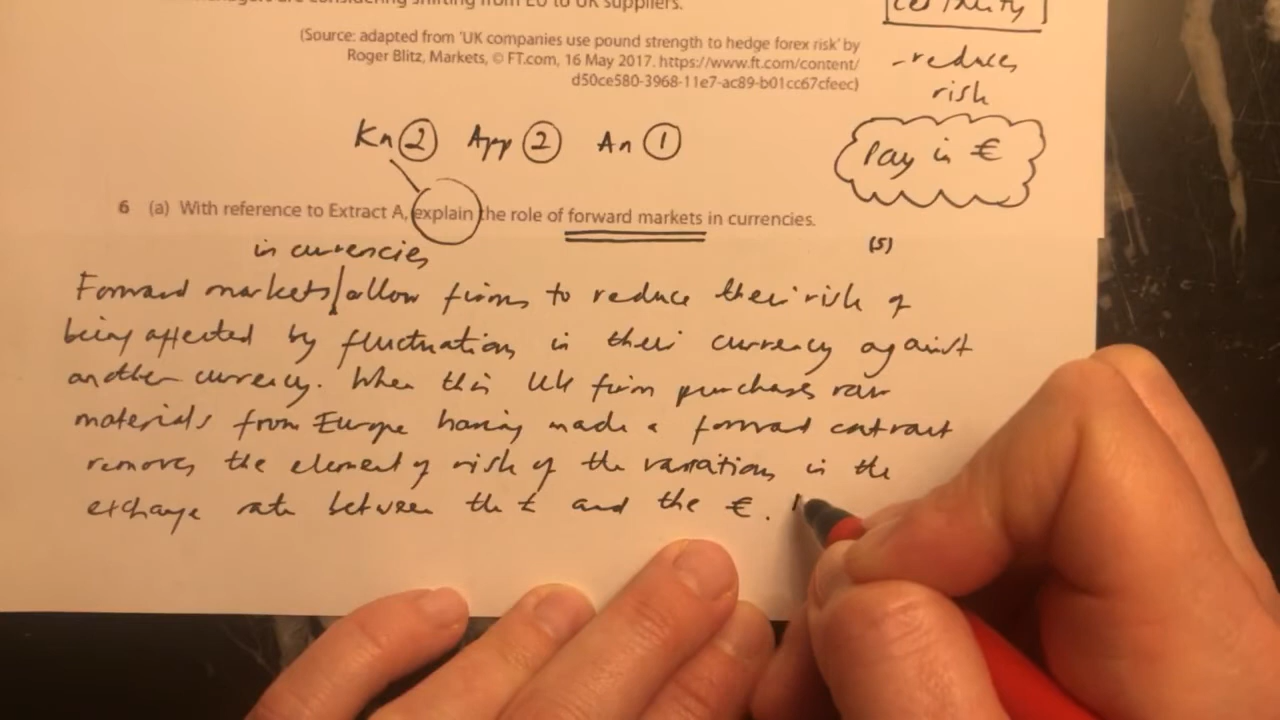 are considering shifting from EU to UK suppliers.
certainty
(Source: adapted from 'UK companies use pound strength to hedge forex risk' by
Roger Blitz, Markets, © FT.com, 16 May 2017. https://www.ft.com/content/
d50ce580-3968-11e7-ac89-b01cc67cfeec)
- reduces
risk
Pay in €
Kn 2 App 2 An 1
6 (a) With reference to Extract A, explain the role of forward markets in currencies.
(5)
in currencies
Forward markets/allow firms to reduce their risk of
being affected by fluctuations in their currency against
another currency. When this UK firm purchases raw
materials from Europe having made a forward contract
removes the element of risk of the variations in the
exchange rate between the £ and the €.